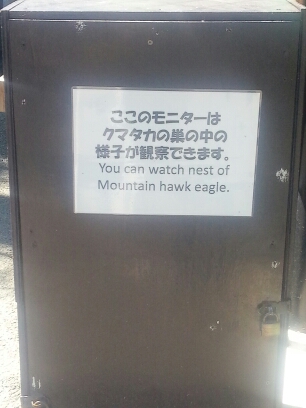 ここのモニターは
クマタカの巣の中の
様子が観察できます。
You can watch nest of
Mountain hawk eagle.